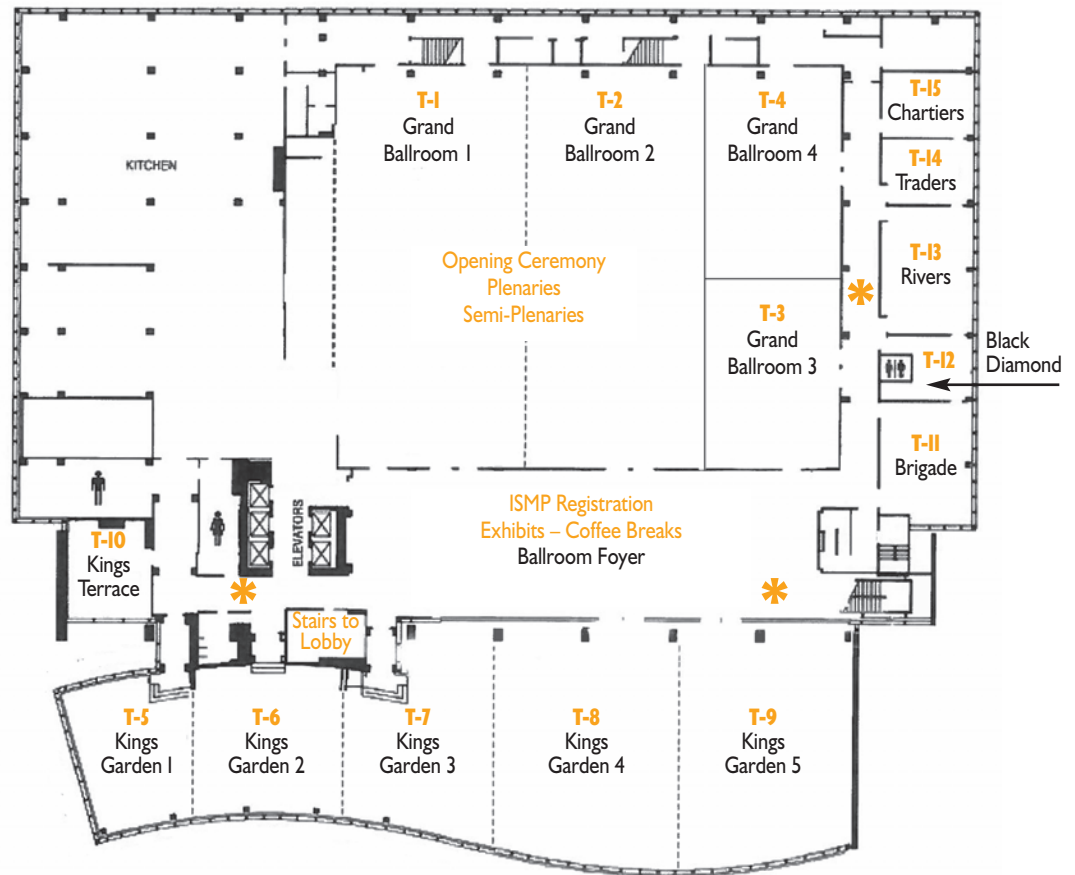 T-1
Grand
Ballroom 1
T-2
Grand
Ballroom 2
T-4
Grand
Ballroom 4
T-15
Chartiers
T-14
Traders
KITCHEN
Opening Ceremony
Plenaries
Semi-Plenaries
T-13
Rivers
T-3
Grand
Ballroom 3
T-12
Black
Diamond
T-11
Brigade
ISMP Registration
Exhibits – Coffee Breaks
Ballroom Foyer
ELEVATORS
T-10
Kings
Terrace
Stairs to
Lobby
T-5
Kings
Garden 1
T-6
Kings
Garden 2
T-7
Kings
Garden 3
T-8
Kings
Garden 4
T-9
Kings
Garden 5